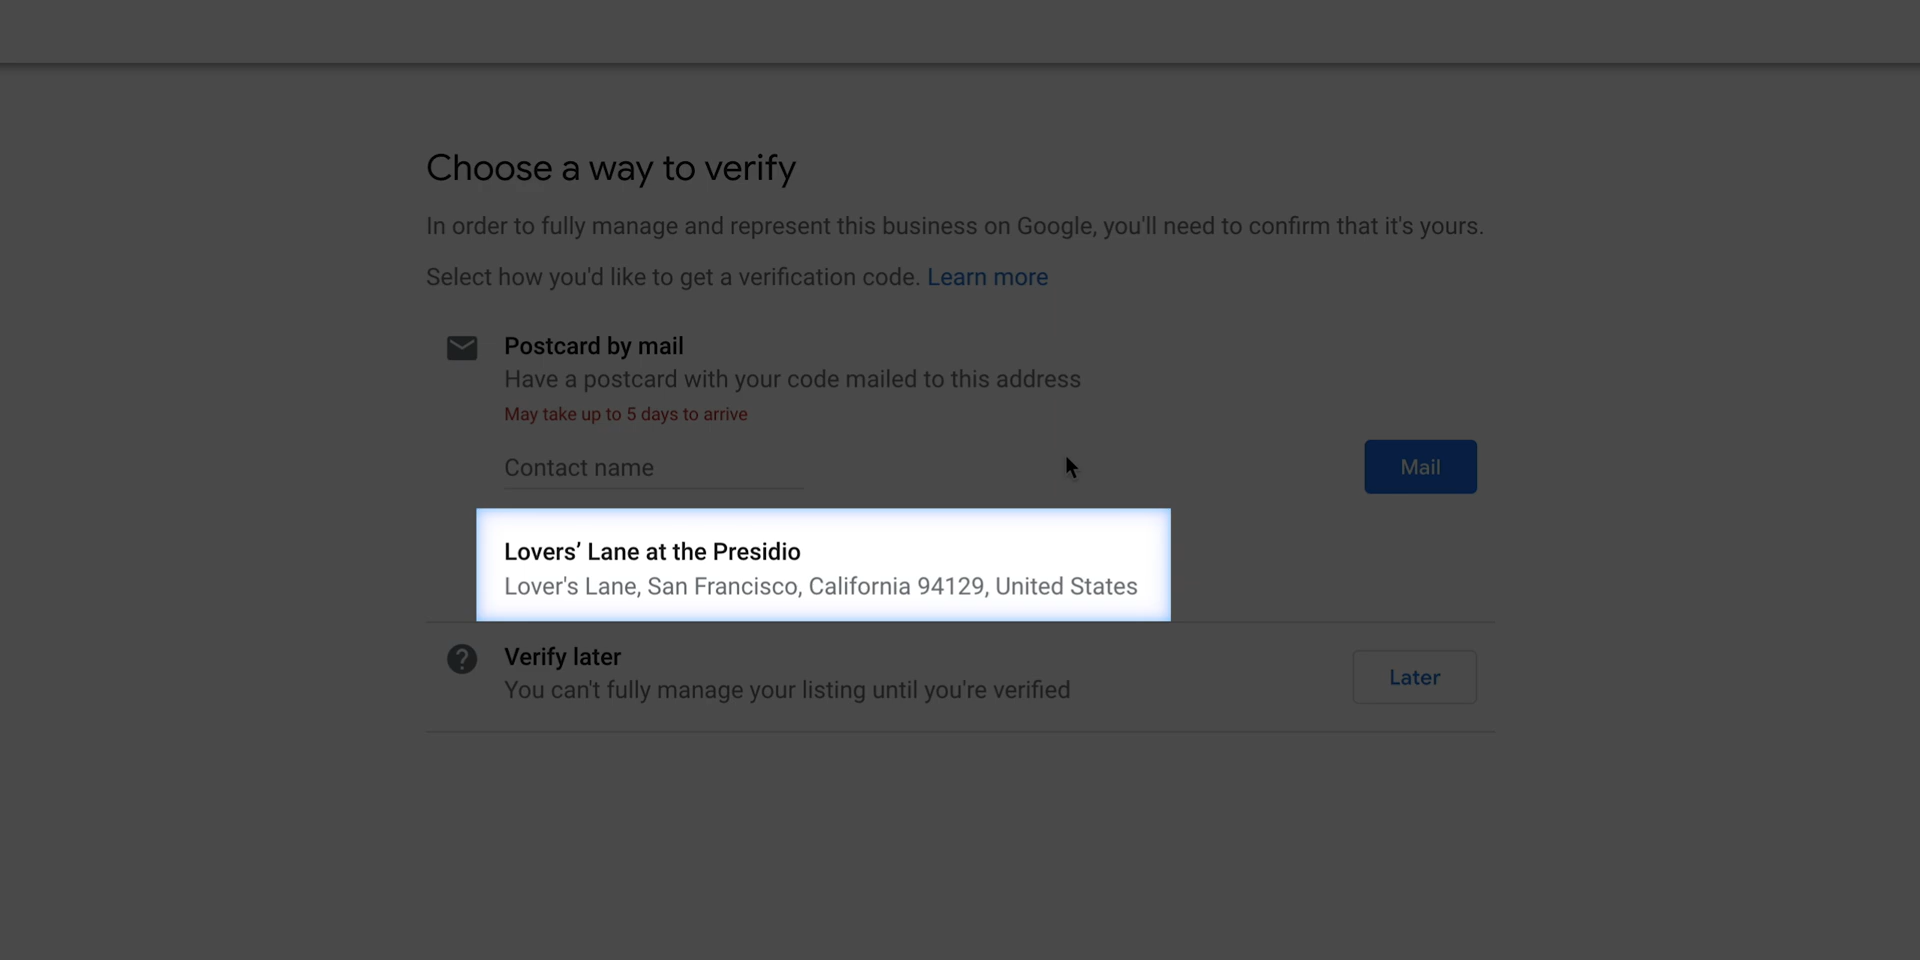 Choose a way to verify
In order to fully manage and represent this business on Google, you'll need to confirm that it's yours.
Select how you'd like to get a verification code. Learn more
Postcard by mail
Have a postcard with your code mailed to this address
May take up to 5 days to arrive
Contact name
Mail
Lovers’ Lane at the Presidio
Lover's Lane, San Francisco, California 94129, United States
Verify later
You can't fully manage your listing until you're verified
Later